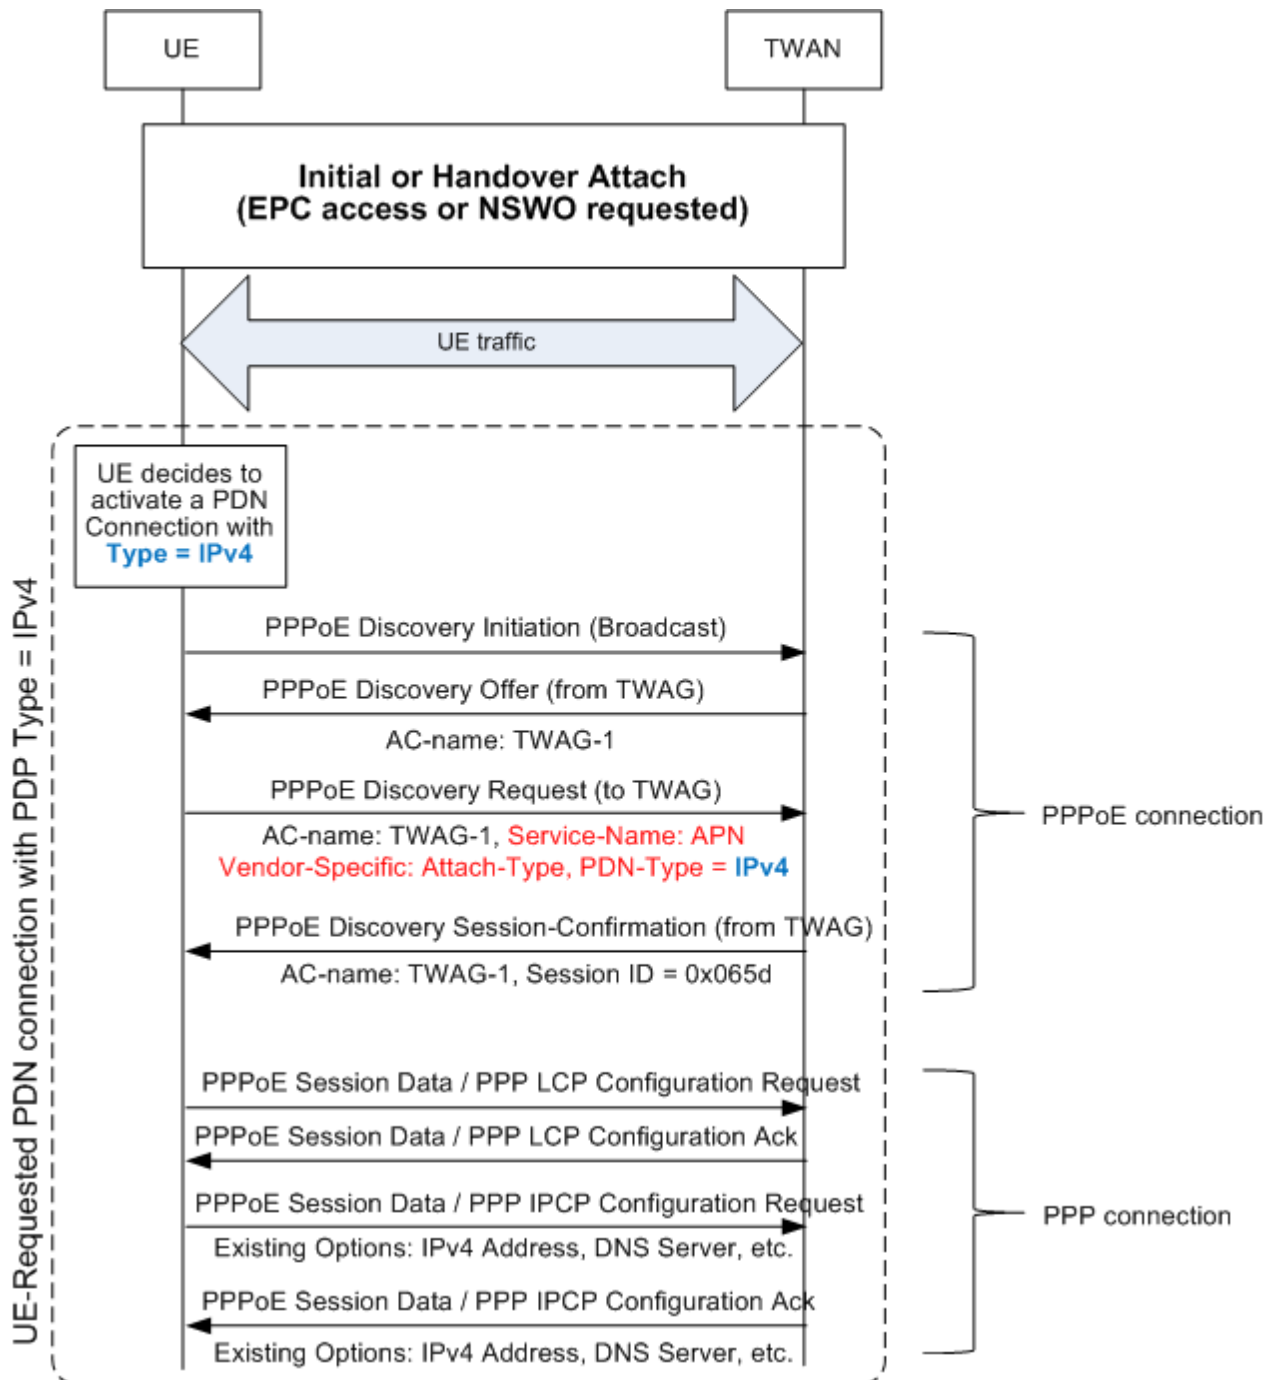 UE
TWAN
Initial or Handover Attach
(EPC access or NSWO requested)
UE traffic
UE decides to
activate a PDN
Connection with
Type = IPv4
UE-Requested PDN connection with PDP Type = IPv4
PPPoE Discovery Initiation (Broadcast)
PPPoE Discovery Offer (from TWAG)
AC-name: TWAG-1
PPPoE Discovery Request (to TWAG)
AC-name: TWAG-1, Service-Name: APN
Vendor-Specific: Attach-Type, PDN-Type = IPv4
PPPoE Discovery Session-Confirmation (from TWAG)
AC-name: TWAG-1, Session ID = 0x065d
PPPoE connection
PPPoE Session Data / PPP LCP Configuration Request
PPPoE Session Data / PPP LCP Configuration Ack
PPPoE Session Data / PPP IPCP Configuration Request
Existing Options: IPv4 Address, DNS Server, etc.
PPPoE Session Data / PPP IPCP Configuration Ack
Existing Options: IPv4 Address, DNS Server, etc.
PPP connection